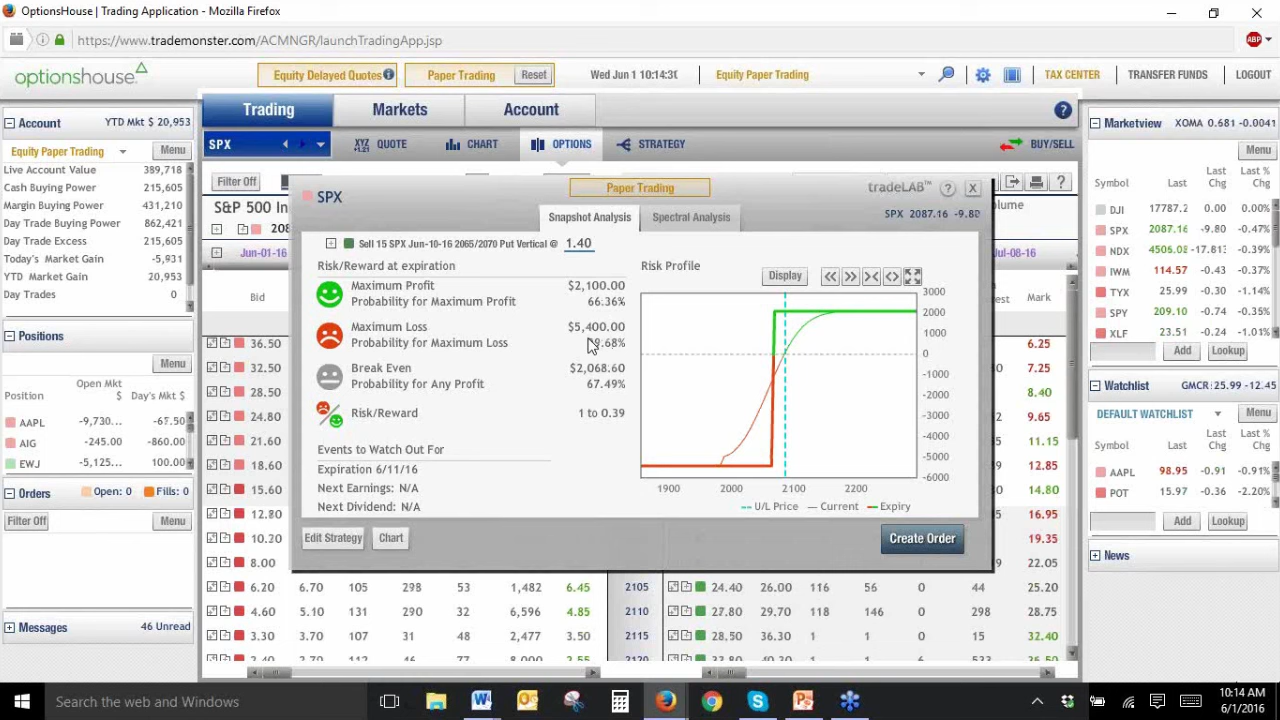 OptionsHouse | Trading Application - Mozilla Firefox
https://www.trademonster.com/ACMNGR/launchTradingApp.jsp
ABP
optionshouse
Equity Delayed Quotes
Paper Trading Reset
Wed Jun 1 10:14:3
Equity Paper Trading
TAX CENTER TRANSFER FUNDS LOGOUT
Account YTD Mkt $ 20,953
Equity Paper Trading Menu
Live Account Value 389,718
Cash Buying Power 215,605
Margin Buying Power 431,210
Day Trade Buying Power 862,421
Day Trade Excess 215,605
Today's Market Gain -5,931
YTD Market Gain 20,953
Day Trades 0
Positions
Menu
Position Open Mkt $ Day's Mkt $
AAPL -9,730... ...
AIG -245.00 -860.00
EWJ -5,125... 100.00
Orders Open: 0 Fills: 0
Filter Off Menu
Messages 46 Unread
Trading Markets Account
SPX
XYZ QUOTE CHART OPTIONS STRATEGY BUY/SELL
Filter Off
S&P 500 In
208
Jun-01-16
Jul-08-16
Bid
Mark
SPX Paper Trading tradeLAB™
Snapshot Analysis Spectral Analysis SPX 2087.16 -9.80
Sell 15 SPX Jun-10-16 2065/2070 Put Vertical @ 1.40
Risk/Reward at expiration
Maximum Profit $2,100.00
Probability for Maximum Profit 66.36%
Maximum Loss $5,400.00
Probability for Maximum Loss 9.68%
Break Even $2,068.60
Probability for Any Profit 67.49%
Risk/Reward 1 to 0.39
Events to Watch Out For
Expiration 6/11/16
Next Earnings: N/A
Next Dividend: N/A
Risk Profile
Display
3000
2000
1000
0
-1000
-2000
-3000
-4000
-5000
-6000
1900 2000 2100 2200
U/L Price Current Expiry
Edit Strategy Chart Create Order
36.50 6.25
32.50 7.25
28.50 8.40
24.80 9.65
21.60 11.15
18.60 12.85
15.60 14.80
12.80 16.95
10.20 19.35
8.00 22.05
6.20 6.70 105 298 53 1,482 6.45 2105 24.40 26.00 116 56 0 44 25.20
4.60 5.10 131 290 32 6,596 4.85 2110 27.80 29.70 118 146 0 298 28.75
3.30 3.70 107 31 48 2,477 3.50 2115 28.50 36.30 1 1 0 15 32.40
Marketview XOMA 0.681 -0.0041
Menu
Symbol Last Last Chg Last % Chg
DJI 17787.2 0.00 0.00%
SPX 2087.16 -9.80 -0.47%
NDX 4506.08 -17.813 -0.39%
IWM 114.57 -0.43 -0.37%
TYX 25.99 -0.30 -1.14%
SPY 209.10 -0.74 -0.35%
XLF 23.51 -0.24 -1.01%
Add Lookup
Watchlist GMCR:25.99 -12.45
DEFAULT WATCHLIST Menu
Symbol Last Last Chg Last % Chg
AAPL 98.95 -0.91 -0.91%
POT 15.97 -0.36 -2.20%
Add Lookup
News
Search the web and Windows
10:14 AM
6/1/2016